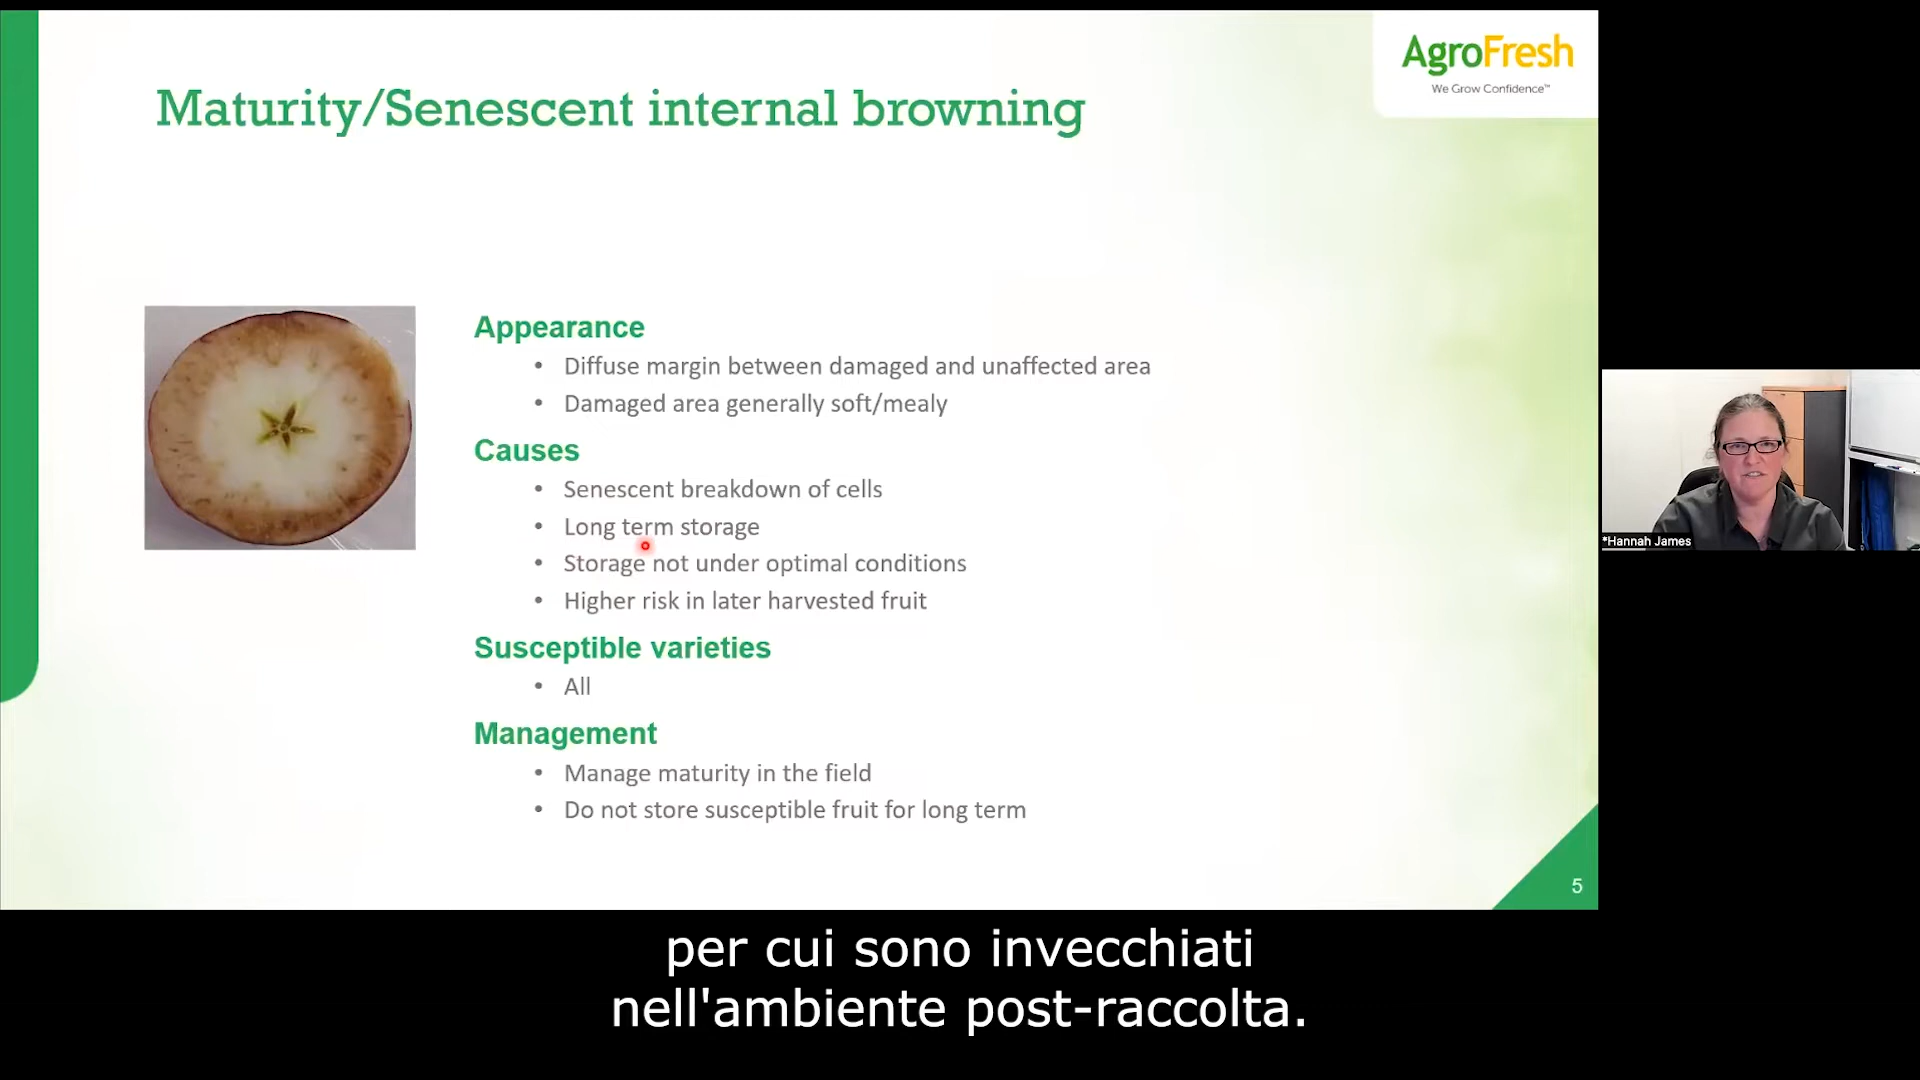 AgroFresh
We Grow Confidence™
Maturity/Senescent internal browning
Appearance
• Diffuse margin between damaged and unaffected area
• Damaged area generally soft/mealy
Causes
• Senescent breakdown of cells
• Long term storage
• Storage not under optimal conditions
• Higher risk in later harvested fruit
Susceptible varieties
• All
Management
• Manage maturity in the field
• Do not store susceptible fruit for long term
5
*Hannah James
per cui sono invecchiati
nell'ambiente post-raccolta.